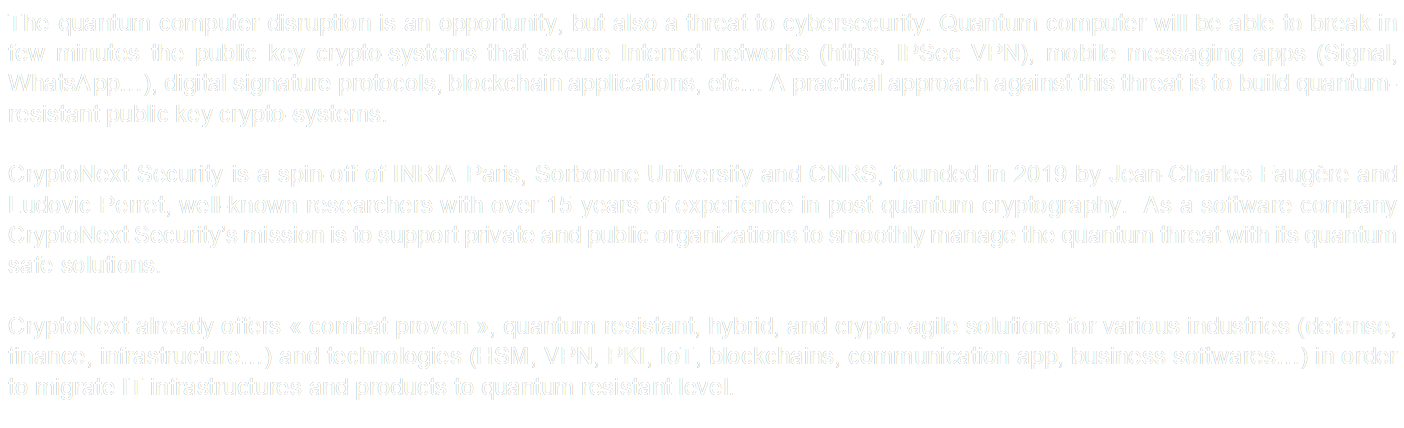 The quantum computer disruption is an opportunity, but also a threat to cybersecurity. Quantum computer will be able to break in
few minutes the public key crypto-systems that secure Internet networks (https, IPSec VPN), mobile messaging apps (Signal,
WhatsApp…), digital signature protocols, blockchain applications, etc… A practical approach against this threat is to build quantum-
resistant public key crypto-systems.
CryptoNext Security is a spin-off of INRIA Paris, Sorbonne University and CNRS, founded in 2019 by Jean-Charles Faugère and
Ludovic Perret, well-known researchers with over 15 years of experience in post-quantum cryptography. As a software company
CryptoNext Security's mission is to support private and public organizations to smoothly manage the quantum threat with its quantum
safe solutions.
CryptoNext already offers « combat proven », quantum resistant, hybrid, and crypto-agile solutions for various industries (defense,
finance, infrastructure…) and technologies (HSM, VPN, PKI, IoT, blockchains, communication app, business softwares…) in order
to migrate IT infrastructures and products to quantum resistant level.